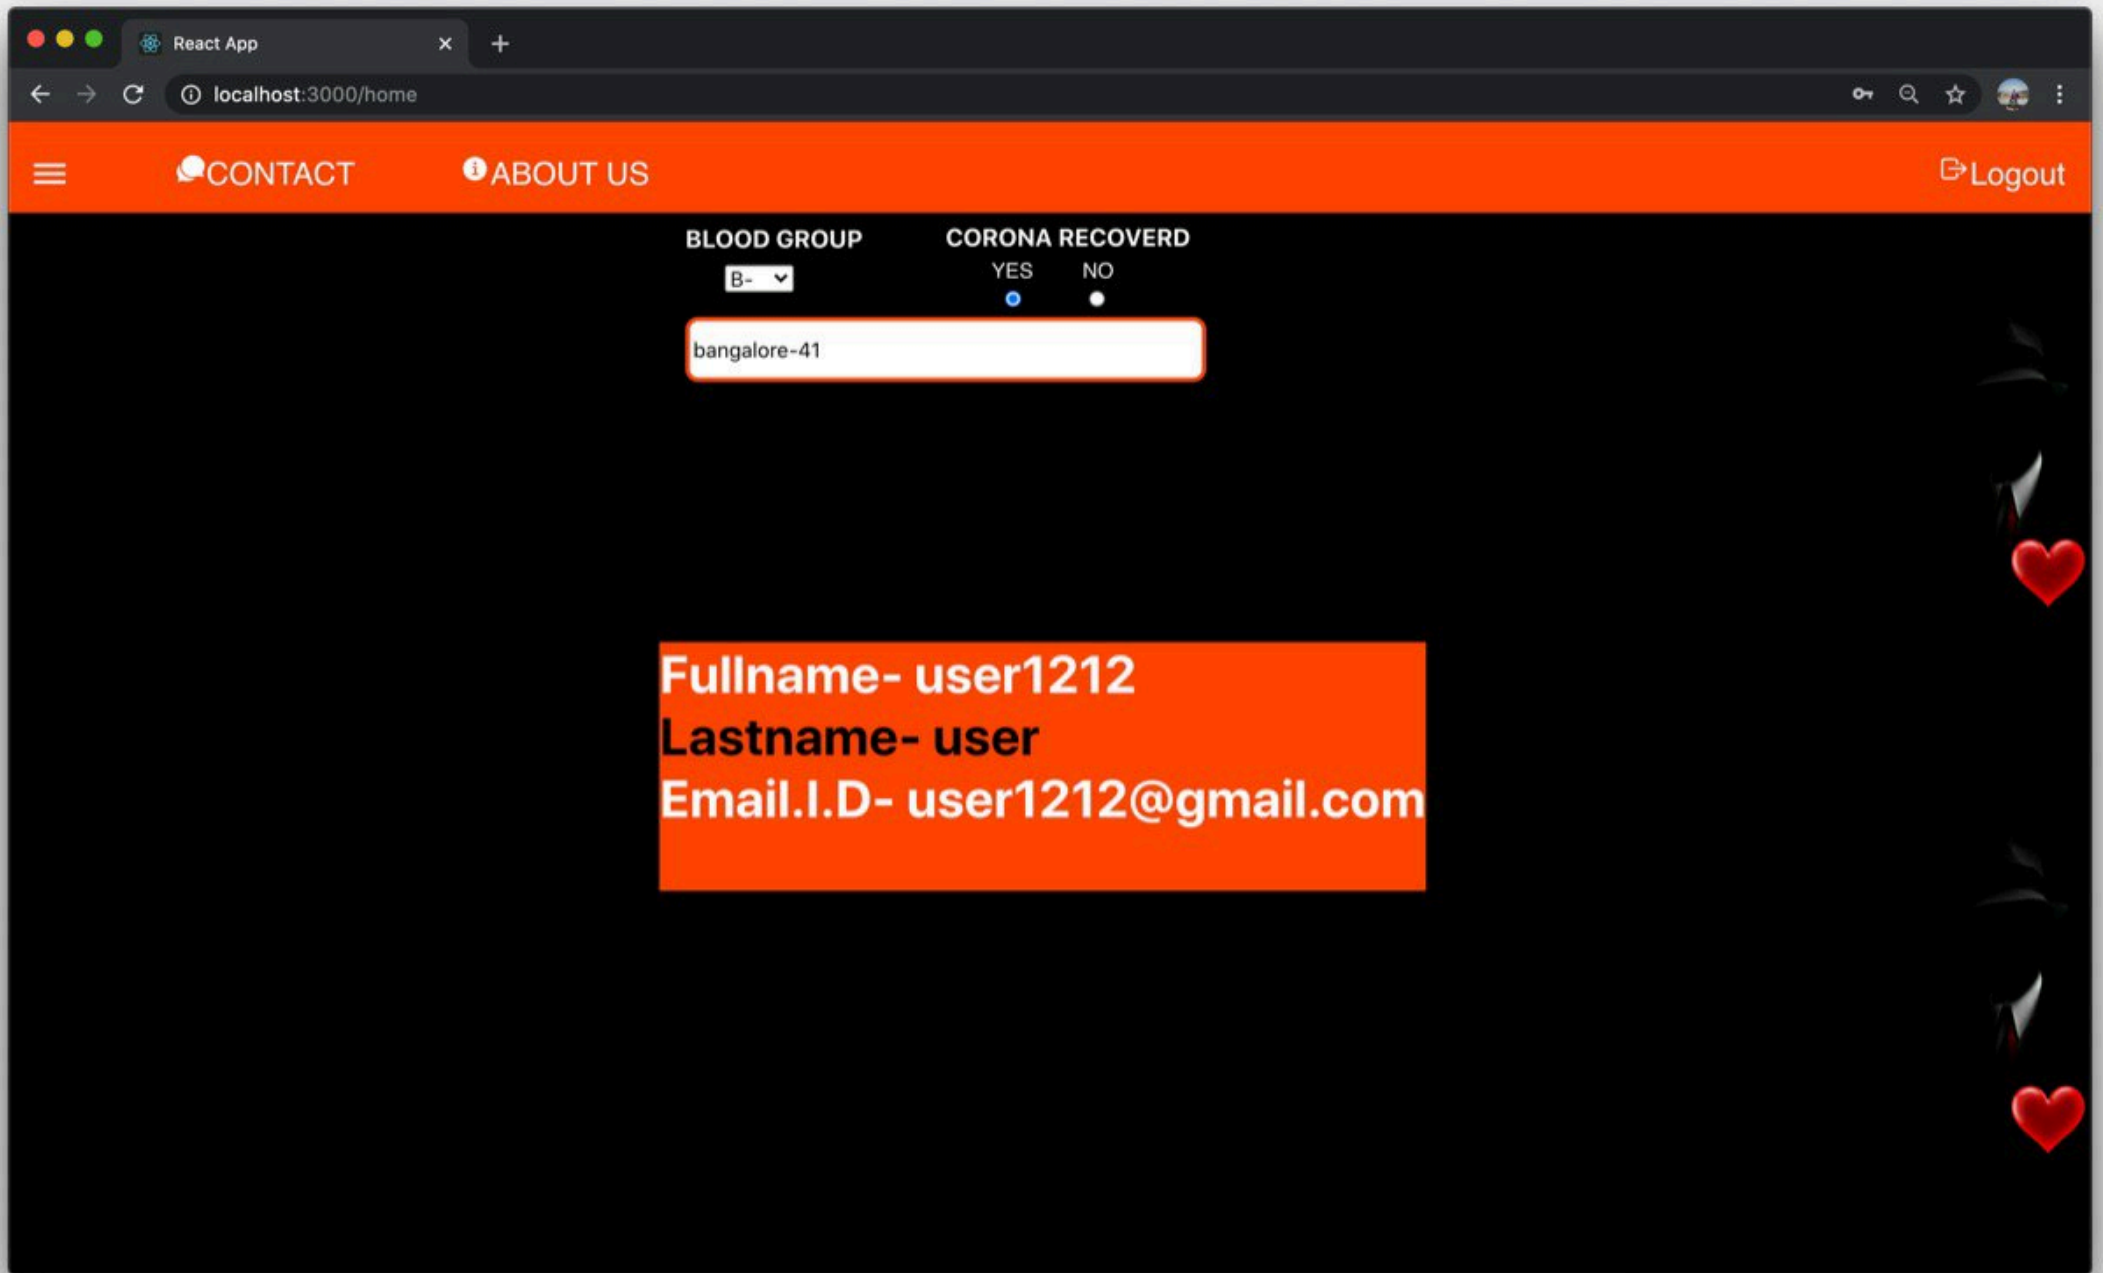 React App
localhost:3000/home
CONTACT
ABOUT US
Logout
BLOOD GROUP
CORONA RECOVERD
B-
YES
NO
bangalore-41
Fullname- user1212
Lastname- user
Email.I.D- user1212@gmail.com